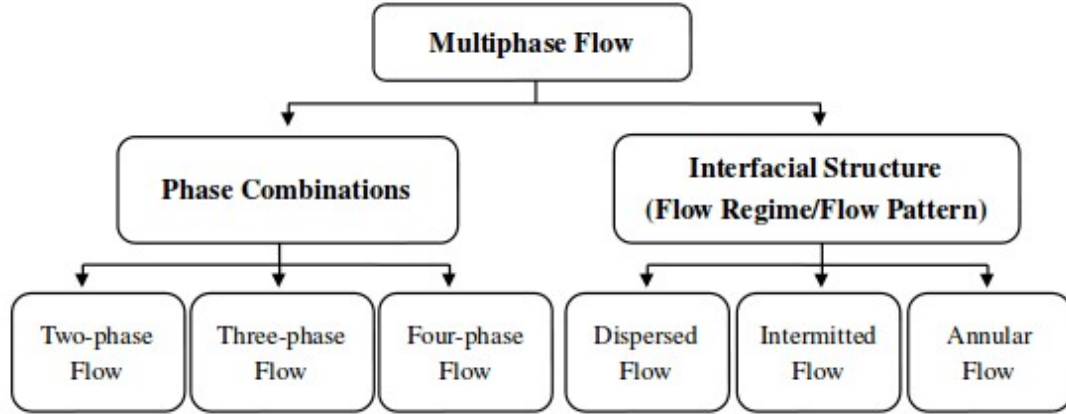 Multiphase Flow
Phase Combinations
Interfacial Structure
(Flow Regime/Flow Pattern)
Two-phase
Flow
Three-phase
Flow
Four-phase
Flow
Dispersed
Flow
Intermitted
Flow
Annular
Flow